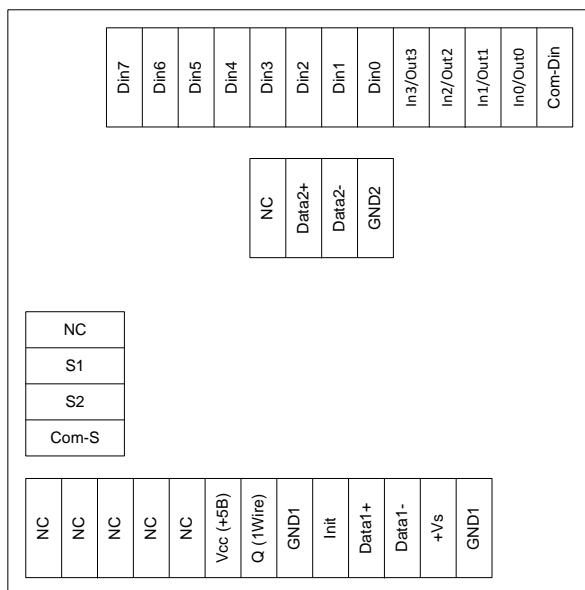 Din7
Din6
Din5
Din4
Din3
Din2
Din1
Din0
In3/Out3
In2/Out2
In1/Out1
In0/Out0
Com-Din
NC
Data2+
Data2-
GND2
NC
S1
S2
Com-S
NC
NC
NC
NC
NC
Vcc (+5B)
Q (1Wire)
GND1
Init
Data1+
Data1-
+Vs
GND1